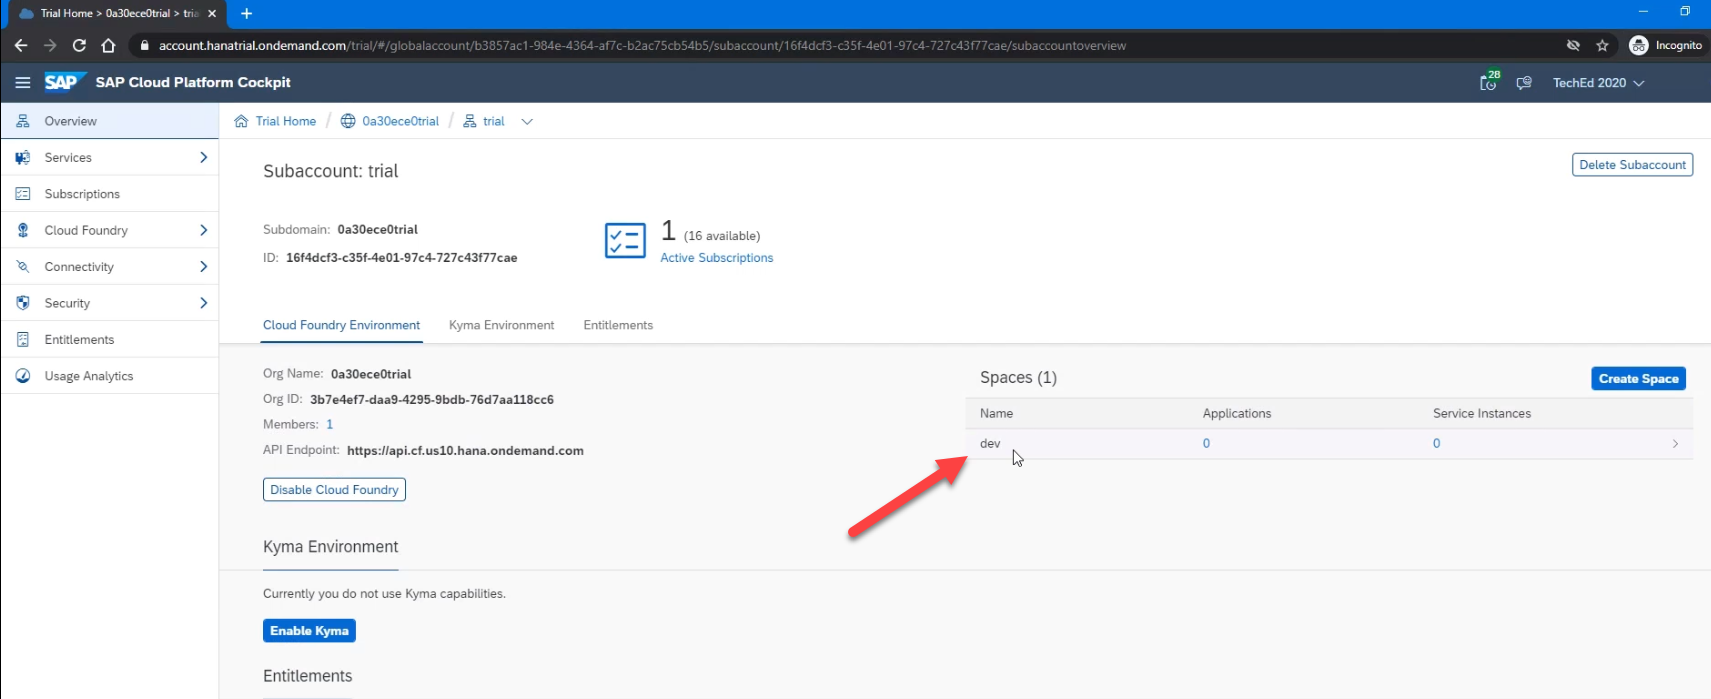 Trial Home > 0a30ece0trial > tria
account.hanatrial.ondemand.com/trial/#/globalaccount/b3857ac1-984e-4364-af7c-b2ac75cb54b5/subaccount/16f4dcf3-c35f-4e01-97c4-727c43f77cae/subaccountoverview
Incognito
SAP SAP Cloud Platform Cockpit
28
TechEd 2020
Overview
Services
Subscriptions
Cloud Foundry
Connectivity
Security
Entitlements
Usage Analytics
Trial Home / 0a30ece0trial / trial
Subaccount: trial
Delete Subaccount
Subdomain: 0a30ece0trial
ID: 16f4dcf3-c35f-4e01-97c4-727c43f77cae
1 (16 available)
Active Subscriptions
Cloud Foundry Environment Kyma Environment Entitlements
Org Name: 0a30ece0trial
Org ID: 3b7e4ef7-daa9-4295-9bdb-76d7aa118cc6
Members: 1
API Endpoint: https://api.cf.us10.hana.ondemand.com
Disable Cloud Foundry
Spaces (1)
Create Space
Name Applications Service Instances
dev 0 0
Kyma Environment
Currently you do not use Kyma capabilities.
Enable Kyma
Entitlements